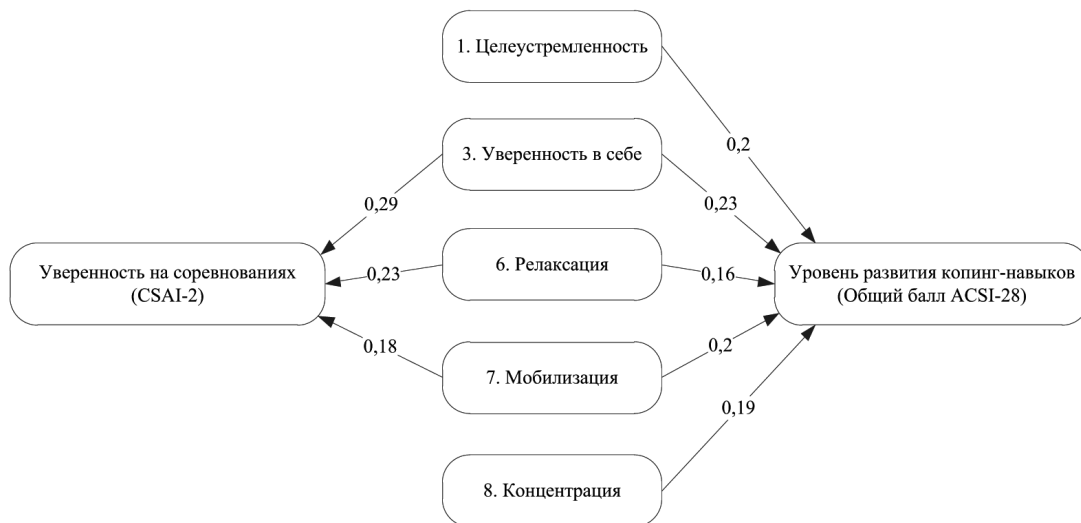 1. Целеустремленность
0,2
3. Уверенность в себе
0,29
0,23
Уверенность на соревнованиях
(CSAI-2)
0,23
6. Релаксация
0,16
Уровень развития копинг-навыков
(Общий балл ACSI-28)
0,18
7. Мобилизация
0,2
0,19
8. Концентрация